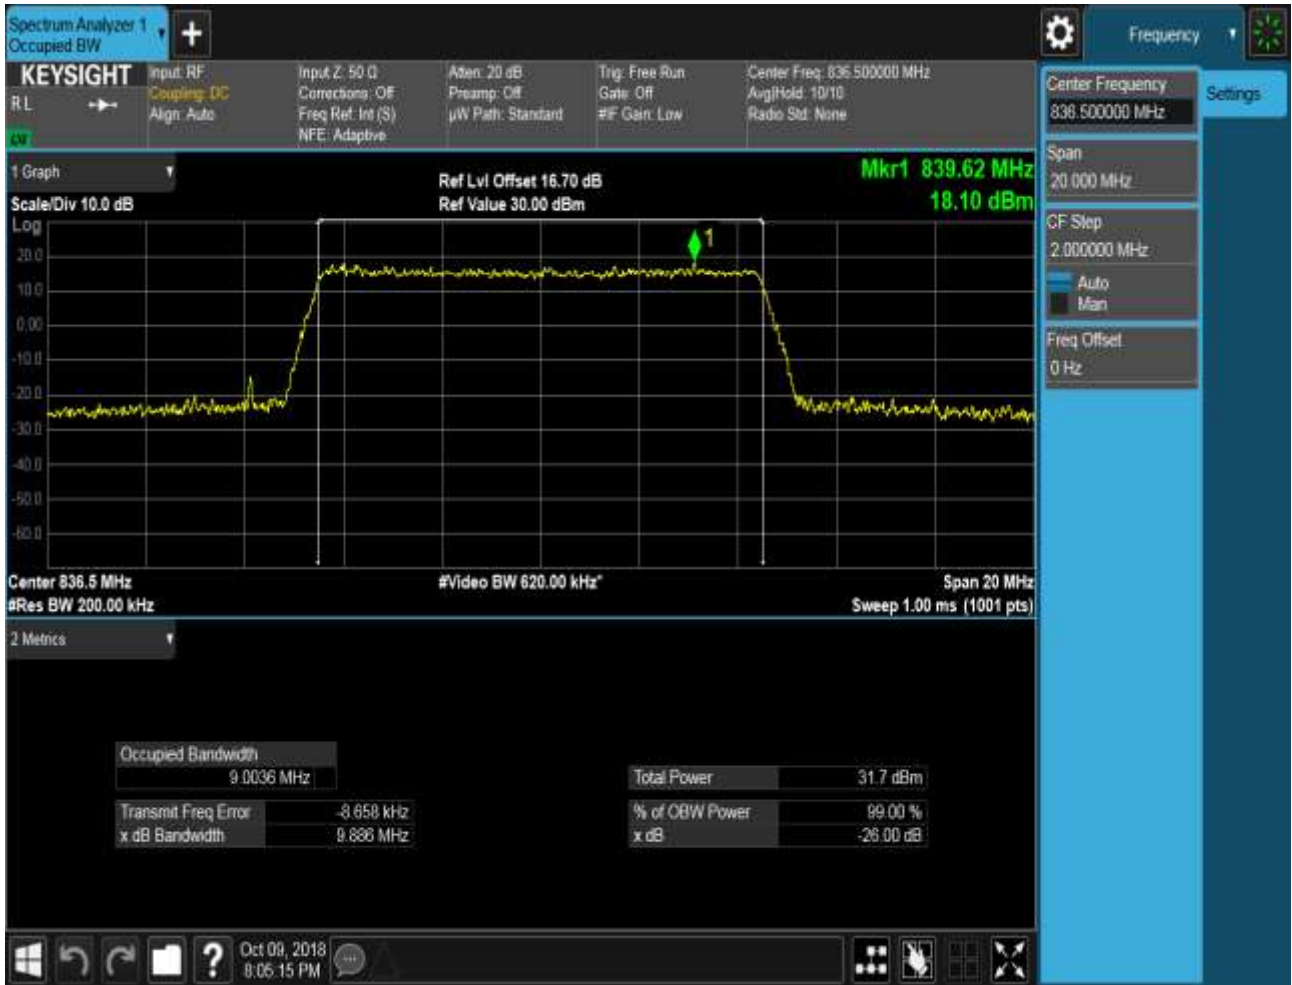 Spectrum Analyzer 1
Occupied BW
Frequency
KEYSIGHT
RL
Input: RF
Coupling: DC
Align: Auto
Input Z: 50 Ω
Corrections: Off
Freq Ref: Int (S)
NFE: Adaptive
Atten: 20 dB
Preamp: Off
µW Path: Standard
Trig: Free Run
Gate: Off
#IF Gain: Low
Center Freq: 836.500000 MHz
Avg|Hold: 10/10
Radio Std: None
Center Frequency
836.500000 MHz
Settings
Span
20.000 MHz
CF Step
2.000000 MHz
Auto
Man
Freq Offset
0 Hz
1 Graph
Scale/Div 10.0 dB
Ref Lvl Offset 16.70 dB
Ref Value 30.00 dBm
Mkr1 839.62 MHz
18.10 dBm
Log
1
20.0
10.0
0.00
-10.0
-20.0
-30.0
-40.0
-50.0
-60.0
Center 836.5 MHz
#Video BW 620.00 kHz*
Span 20 MHz
#Res BW 200.00 kHz
Sweep 1.00 ms (1001 pts)
2 Metrics
Occupied Bandwidth
9.0036 MHz
Total Power 31.7 dBm
Transmit Freq Error -8.658 kHz
% of OBW Power 99.00 %
x dB Bandwidth 9.886 MHz
x dB -26.00 dB
?
Oct 09, 2018
8:05:15 PM